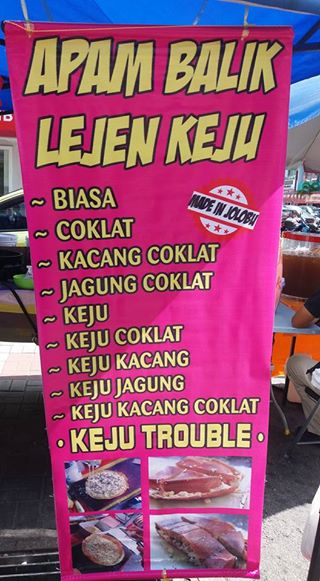 APAM BALIK
LEJEN KEJU
MADE IN JOLOBU
~ BIASA
~ COKLAT
~ KACANG COKLAT
~ JAGUNG COKLAT
~ KEJU
~ KEJU COKLAT
~ KEJU KACANG
~ KEJU JAGUNG
~ KEJU KACANG COKLAT
• KEJU TROUBLE •